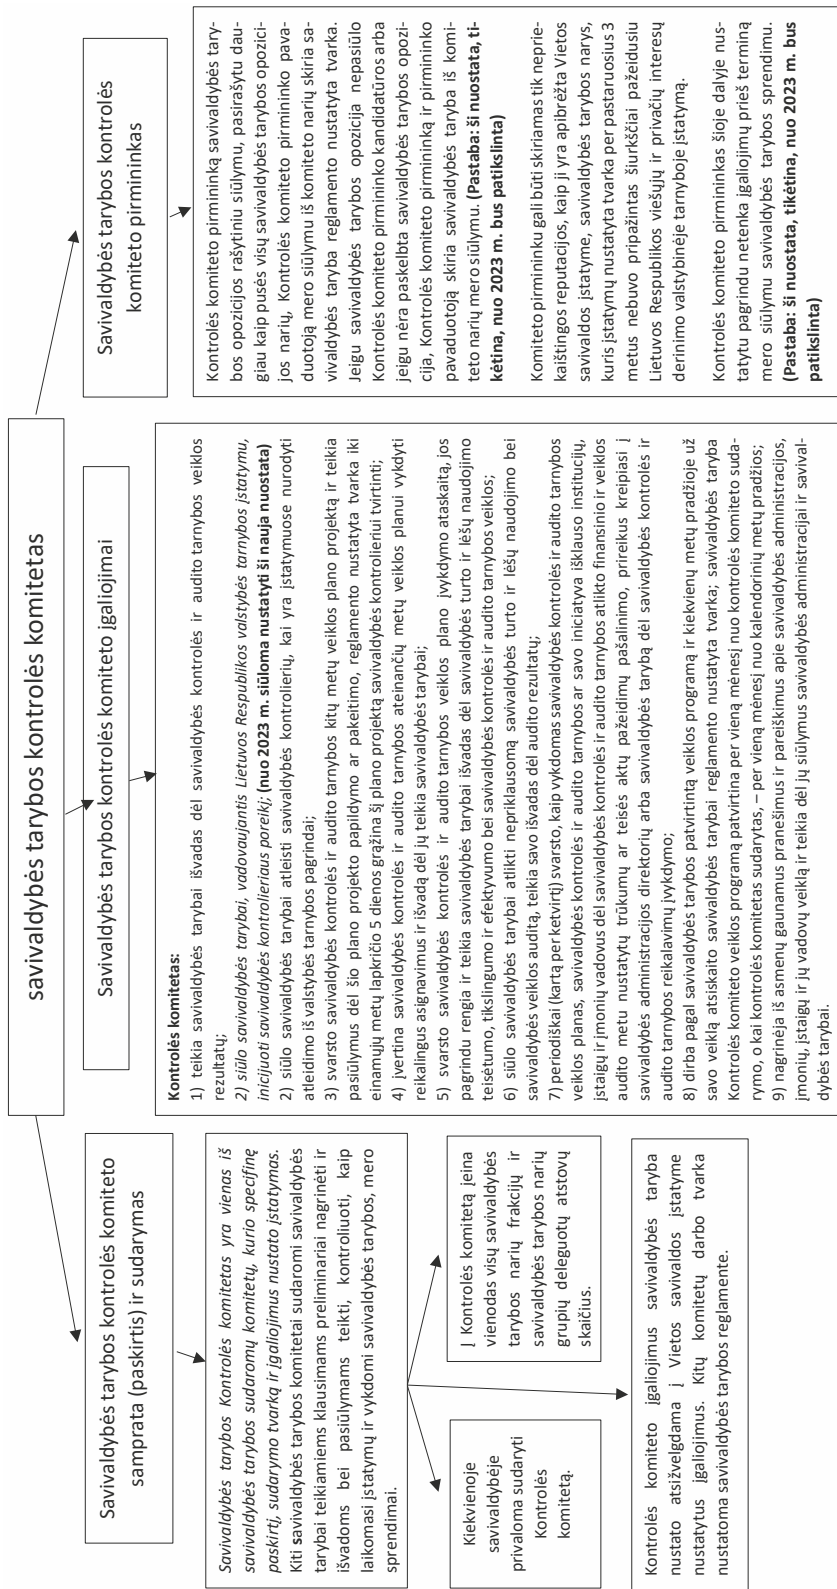 savivaldybės tarybos kontrolės komitetas
Savivaldybės tarybos kontrolės komiteto
samprata (paskirtis) ir sudarymas
Savivaldybės tarybos Kontrolės komitetas yra vienas iš
savivaldybės tarybos sudaromų komitetų, kurio specifinę
paskirtį, sudarymo tvarką ir įgaliojimus nustato įstatymas.
Kiti savivaldybės tarybos komitetai sudaromi savivaldybės
tarybai teikiamiems klausimams preliminariai nagrinėti ir
išvadoms bei pasiūlymams teikti, kontroliuoti, kaip
laikomasi įstatymų ir vykdomi savivaldybės tarybos, mero
sprendimai.
Kiekvienoje
savivaldybėje
privaloma sudaryti
Kontrolės
komitetą.
Į Kontrolės komitetą įeina
vienodas visų savivaldybės
tarybos narių frakcijų ir
savivaldybės tarybos narių
grupių deleguotų atstovų
skaičius.
Kontrolės komiteto įgaliojimus savivaldybės taryba
nustato atsižvelgdama į Vietos savivaldos įstatyme
nustatytus įgaliojimus. Kitų komitetų darbo tvarka
nustatoma savivaldybės tarybos reglamente.
Savivaldybės tarybos kontrolės komiteto įgaliojimai
Kontrolės komitetas:
1) teikia savivaldybės tarybai išvadas dėl savivaldybės kontrolės ir audito tarnybos veiklos
rezultatų;
2) siūlo savivaldybės tarybai, vadovaujantis Lietuvos Respublikos valstybės tarnybos įstatymu,
inicijuoti savivaldybės kontrolieriaus poreikį; (nuo 2023 m. siūloma nustatyti ši nauja nuostata)
2) siūlo savivaldybės tarybai atleisti savivaldybės kontrolierių, kai yra įstatymuose nurodyti
atleidimo iš valstybės tarnybos pagrindai;
3) svarsto savivaldybės kontrolės ir audito tarnybos kitų metų veiklos plano projektą ir teikia
pasiūlymus dėl šio plano projekto papildymo ar pakeitimo, reglamento nustatyta tvarka iki
einamųjų metų lapkričio 5 dienos grąžina šį plano projektą savivaldybės kontrolieriui tvirtinti;
4) įvertina savivaldybės kontrolės ir audito tarnybos ateinančių metų veiklos planui vykdyti
reikalingus asignavimus ir išvadą dėl jų teikia savivaldybės tarybai;
5) svarsto savivaldybės kontrolės ir audito tarnybos veiklos plano įvykdymo ataskaitą, jos
pagrindu rengia ir teikia savivaldybės tarybai išvadas dėl savivaldybės turto ir lėšų naudojimo
teisėtumo, tikslingumo ir efektyvumo bei savivaldybės kontrolės ir audito tarnybos veiklos;
6) siūlo savivaldybės tarybai atlikti nepriklausomą savivaldybės turto ir lėšų naudojimo bei
savivaldybės veiklos auditą, teikia savo išvadas dėl audito rezultatų;
7) periodiškai (kartą per ketvirtį) svarsto, kaip vykdomas savivaldybės kontrolės ir audito tarnybos
veiklos planas, savivaldybės kontrolės ir audito tarnybos ar savo iniciatyva išklauso institucijų,
įstaigų ir įmonių vadovus dėl savivaldybės kontrolės ir audito tarnybos atlikto finansinio ir veiklos
audito metu nustatytų trūkumų ar teisės aktų pažeidimų pašalinimo, prireikus kreipiasi į
savivaldybės administracijos direktorių arba savivaldybės tarybą dėl savivaldybės kontrolės ir
audito tarnybos reikalavimų įvykdymo;
8) dirba pagal savivaldybės tarybos patvirtintą veiklos programą ir kiekvienų metų pradžioje už
savo veiklą atsiskaito savivaldybės tarybai reglamento nustatyta tvarka; savivaldybės taryba
Kontrolės komiteto veiklos programą patvirtina per vieną mėnesį nuo kontrolės komiteto suda-
rymo, o kai kontrolės komitetas sudarytas, – per vieną mėnesį nuo kalendorinių metų pradžios;
9) nagrinėja iš asmenų gaunamus pranešimus ir pareiškimus apie savivaldybės administracijos,
įmonių, įstaigų ir jų vadovų veiklą ir teikia dėl jų siūlymus savivaldybės administracijai ir savival-
dybės tarybai.
Savivaldybės tarybos kontrolės
komiteto pirmininkas
Kontrolės komiteto pirmininką savivaldybės tary-
bos opozicijos rašytiniu siūlymu, pasirašytu dau-
giau kaip pusės visų savivaldybės tarybos opozici-
jos narių, Kontrolės komiteto pirmininko pava-
duotoją mero siūlymu iš komiteto narių skiria sa-
vivaldybės taryba reglamento nustatyta tvarka.
Jeigu savivaldybės tarybos opozicija nepasiūlo
Kontrolės komiteto pirmininko kandidatūros arba
jeigu nėra paskelbta savivaldybės tarybos opozi-
cija, Kontrolės komiteto pirmininką ir pirmininko
pavaduotoją skiria savivaldybės taryba iš komi-
teto narių mero siūlymu. (Pastaba: ši nuostata, ti-
kėtina, nuo 2023 m. bus patikslinta)
Komiteto pirmininku gali būti skiriamas tik neprie-
kaištingos reputacijos, kaip ji yra apibrėžta Vietos
savivaldos įstatyme, savivaldybės tarybos narys,
kuris įstatymų nustatyta tvarka per pastaruosius 3
metus nebuvo pripažintas šiurkščiai pažeidusiu
Lietuvos Respublikos viešųjų ir privačių interesų
derinimo valstybinėje tarnyboje įstatymą.
Kontrolės komiteto pirmininkas šioje dalyje nus-
tatytu pagrindu netenka įgaliojimų prieš terminą
mero siūlymu savivaldybės tarybos sprendimu.
(Pastaba: ši nuostata, tikėtina, nuo 2023 m. bus
patikslinta)